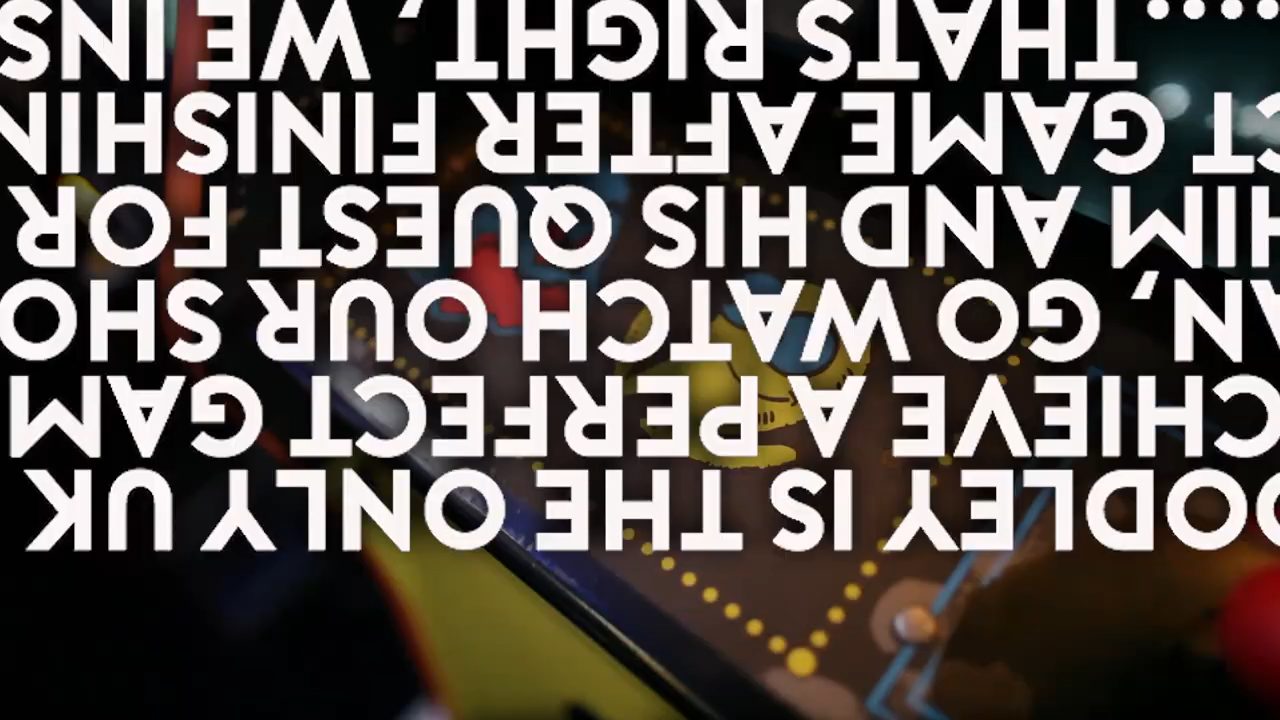 OODLEY IS THE ONLY UK
CHIEVE A PERFECT GAM
AN, GO WATCH OUR SHO
HIM AND HIS QUEST FOR
CT GAME AFTER FINISHIN
.... THATS RIGHT, WE INS